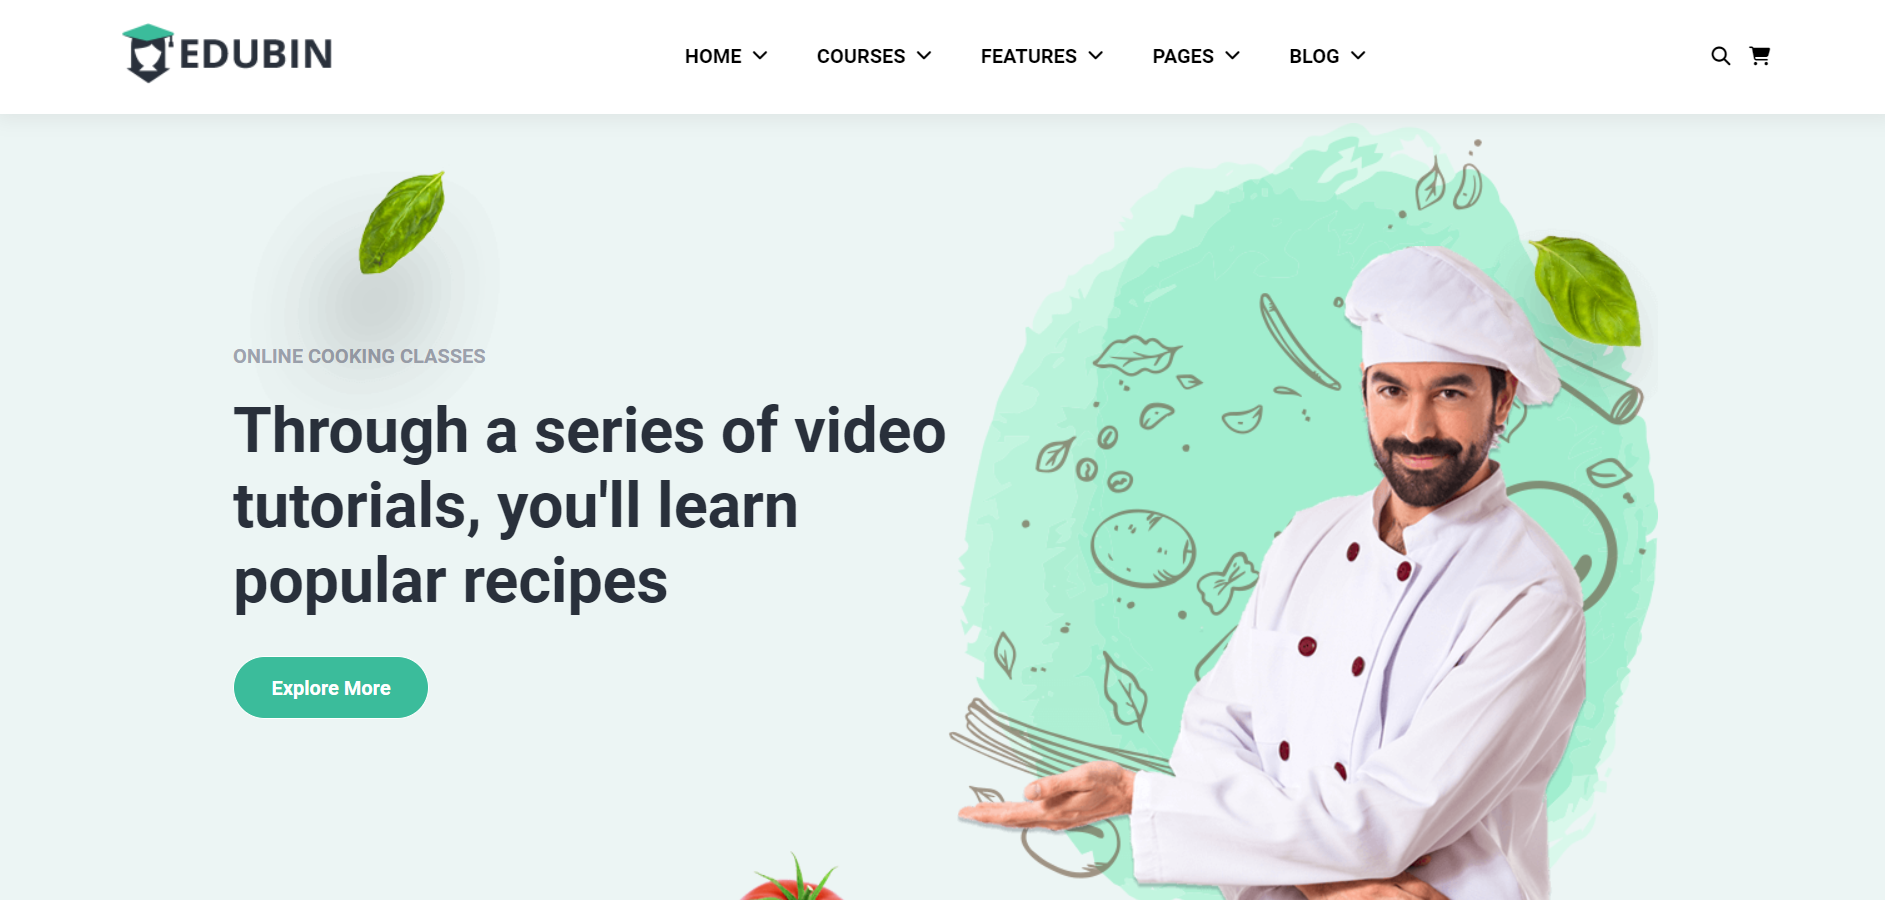 EDUBIN
HOME
COURSES
FEATURES
PAGES
BLOG
ONLINE COOKING CLASSES
Through a series of video
tutorials, you'll learn
popular recipes
Explore More